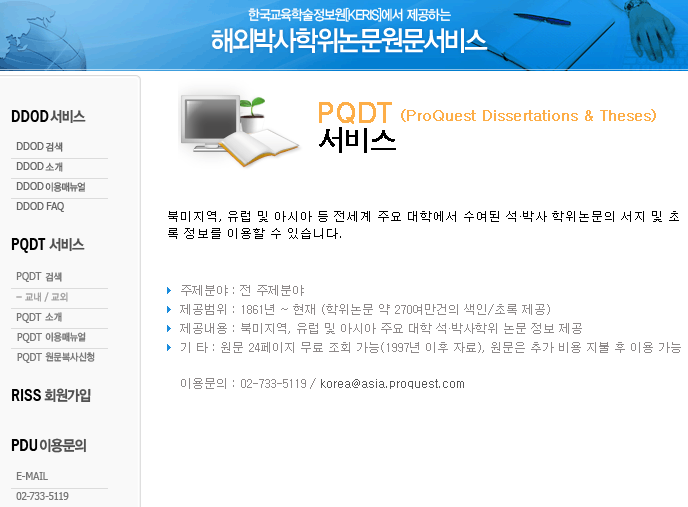 한국교육학술정보원[KERIS]에서 제공하는
해외박사학위논문원문서비스
DDOD 서비스
DDOD 검색
DDOD 소개
DDOD 이용매뉴얼
DDOD FAQ
PQDT 서비스
PQDT 검색
- 교내 / 교외
PQDT 소개
PQDT 이용매뉴얼
PQDT 원문복사신청
RISS 회원가입
PDU 이용문의
E-MAIL
02-733-5119
PQDT (ProQuest Dissertations & Theses)
서비스
북미지역, 유럽 및 아시아 등 전세계 주요 대학에서 수여된 석·박사 학위논문의 서지 및 초
록 정보를 이용할 수 있습니다.
주제분야 : 전 주제분야
제공범위 : 1861년 ~ 현재 (학위논문 약 270여만건의 색인/초록 제공)
제공내용 : 북미지역, 유럽 및 아시아 주요 대학 석·박사학위 논문 정보 제공
기 타 : 원문 24페이지 무료 조회 가능(1997년 이후 자료), 원문은 추가 비용 지불 후 이용 가능
이용문의 : 02-733-5119 / korea@asia.proquest.com